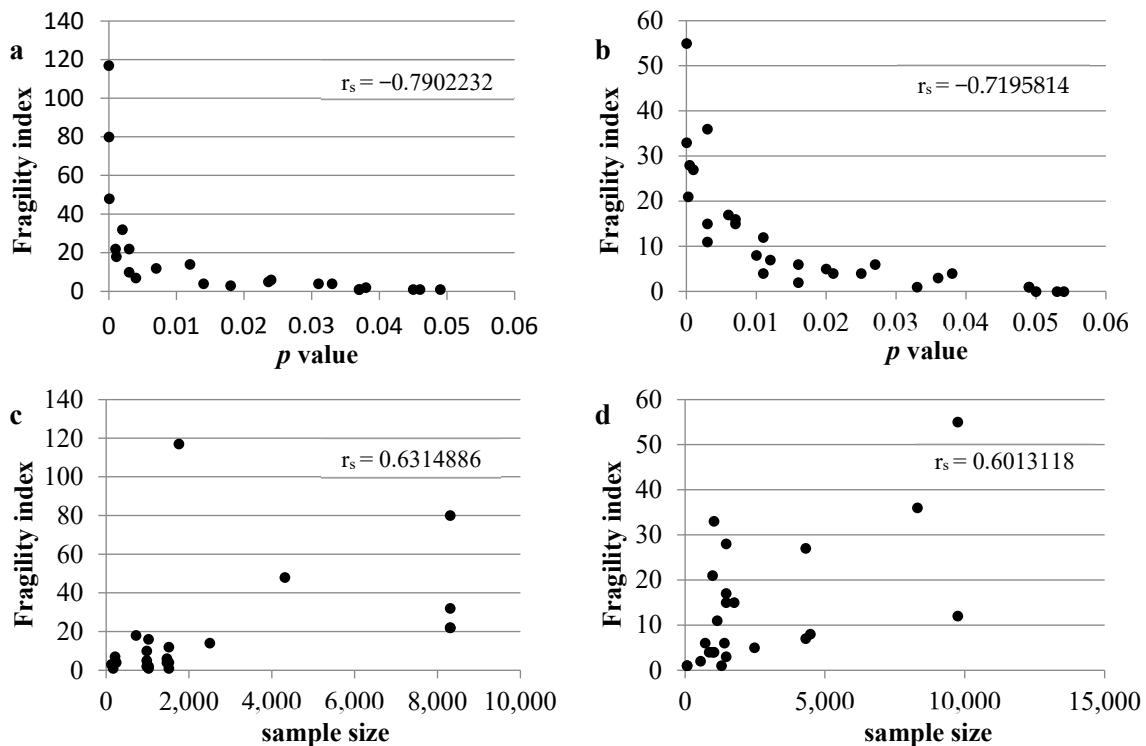 a
Fragility index
140
120
100
80
60
40
20
0
rₛ = −0.7902232
0 0.01 0.02 0.03 0.04 0.05 0.06
p value
b
Fragility index
60
50
40
30
20
10
0
rₛ = −0.7195814
0 0.01 0.02 0.03 0.04 0.05 0.06
p value
c
Fragility index
140
120
100
80
60
40
20
0
rₛ = 0.6314886
0 2,000 4,000 6,000 8,000 10,000
sample size
d
Fragility index
60
50
40
30
20
10
0
rₛ = 0.6013118
0 5,000 10,000 15,000
sample size